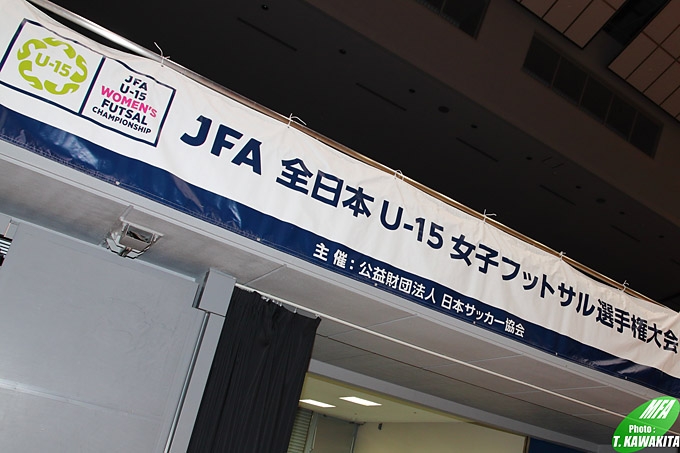 U-15
JFA
U-15
WOMEN'S
FUTSAL
CHAMPIONSHIP
JFA 全日本 U-15 女子フットサル選手権大会
主催：公益財団法人 日本サッカー協会
MFA
Photo :
T. KAWAKITA